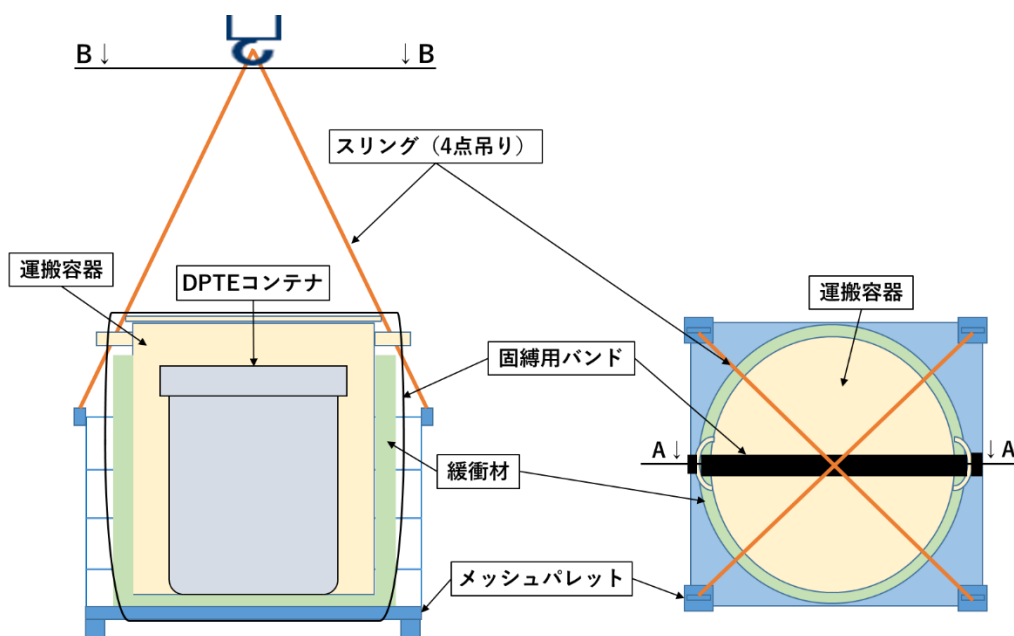 B ↓ ↓ B
スリング（4点吊り）
運搬容器
DPTEコンテナ
運搬容器
固縛用バンド
A ↓ ↓ A
緩衝材
メッシュパレット